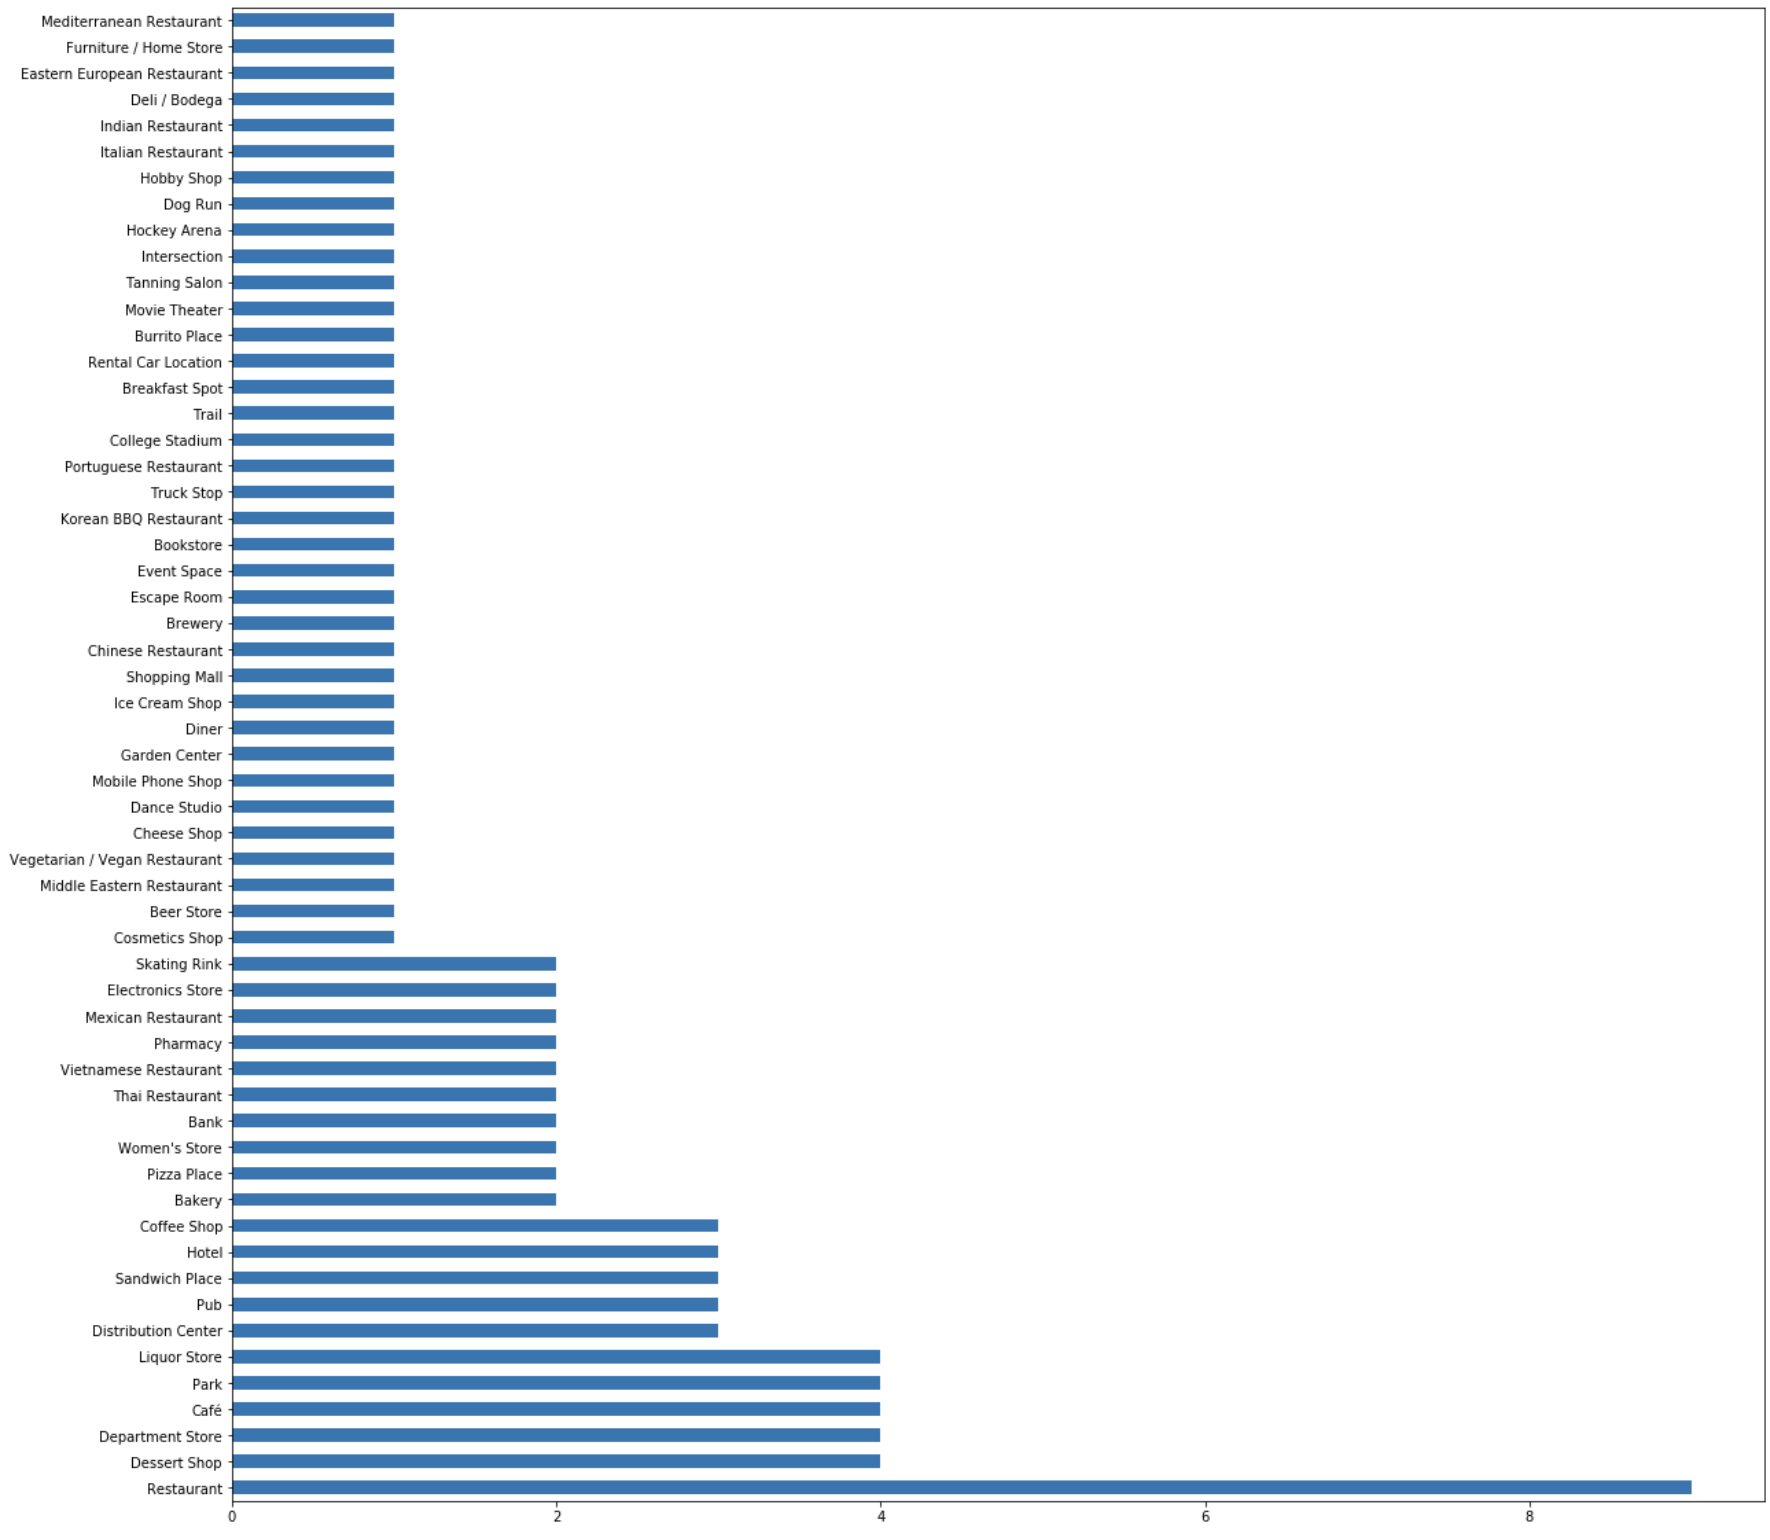 Mediterranean Restaurant
Furniture / Home Store
Eastern European Restaurant
Deli / Bodega
Indian Restaurant
Italian Restaurant
Hobby Shop
Dog Run
Hockey Arena
Intersection
Tanning Salon
Movie Theater
Burrito Place
Rental Car Location
Breakfast Spot
Trail
College Stadium
Portuguese Restaurant
Truck Stop
Korean BBQ Restaurant
Bookstore
Event Space
Escape Room
Brewery
Chinese Restaurant
Shopping Mall
Ice Cream Shop
Diner
Garden Center
Mobile Phone Shop
Dance Studio
Cheese Shop
Vegetarian / Vegan Restaurant
Middle Eastern Restaurant
Beer Store
Cosmetics Shop
Skating Rink
Electronics Store
Mexican Restaurant
Pharmacy
Vietnamese Restaurant
Thai Restaurant
Bank
Women's Store
Pizza Place
Bakery
Coffee Shop
Hotel
Sandwich Place
Pub
Distribution Center
Liquor Store
Park
Café
Department Store
Dessert Shop
Restaurant
0 2 4 6 8